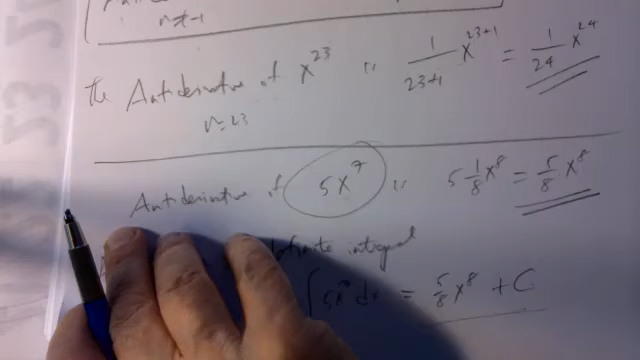 n≠-1
the Antiderivative of x^23 is 1/(23+1) x^(23+1) = 1/24 x^24
n=23
Antiderivative of 5x^7 is 5 1/8 x^8 = 5/8 x^8
integral
∫5x^7 dx = 5/8 x^8 + C